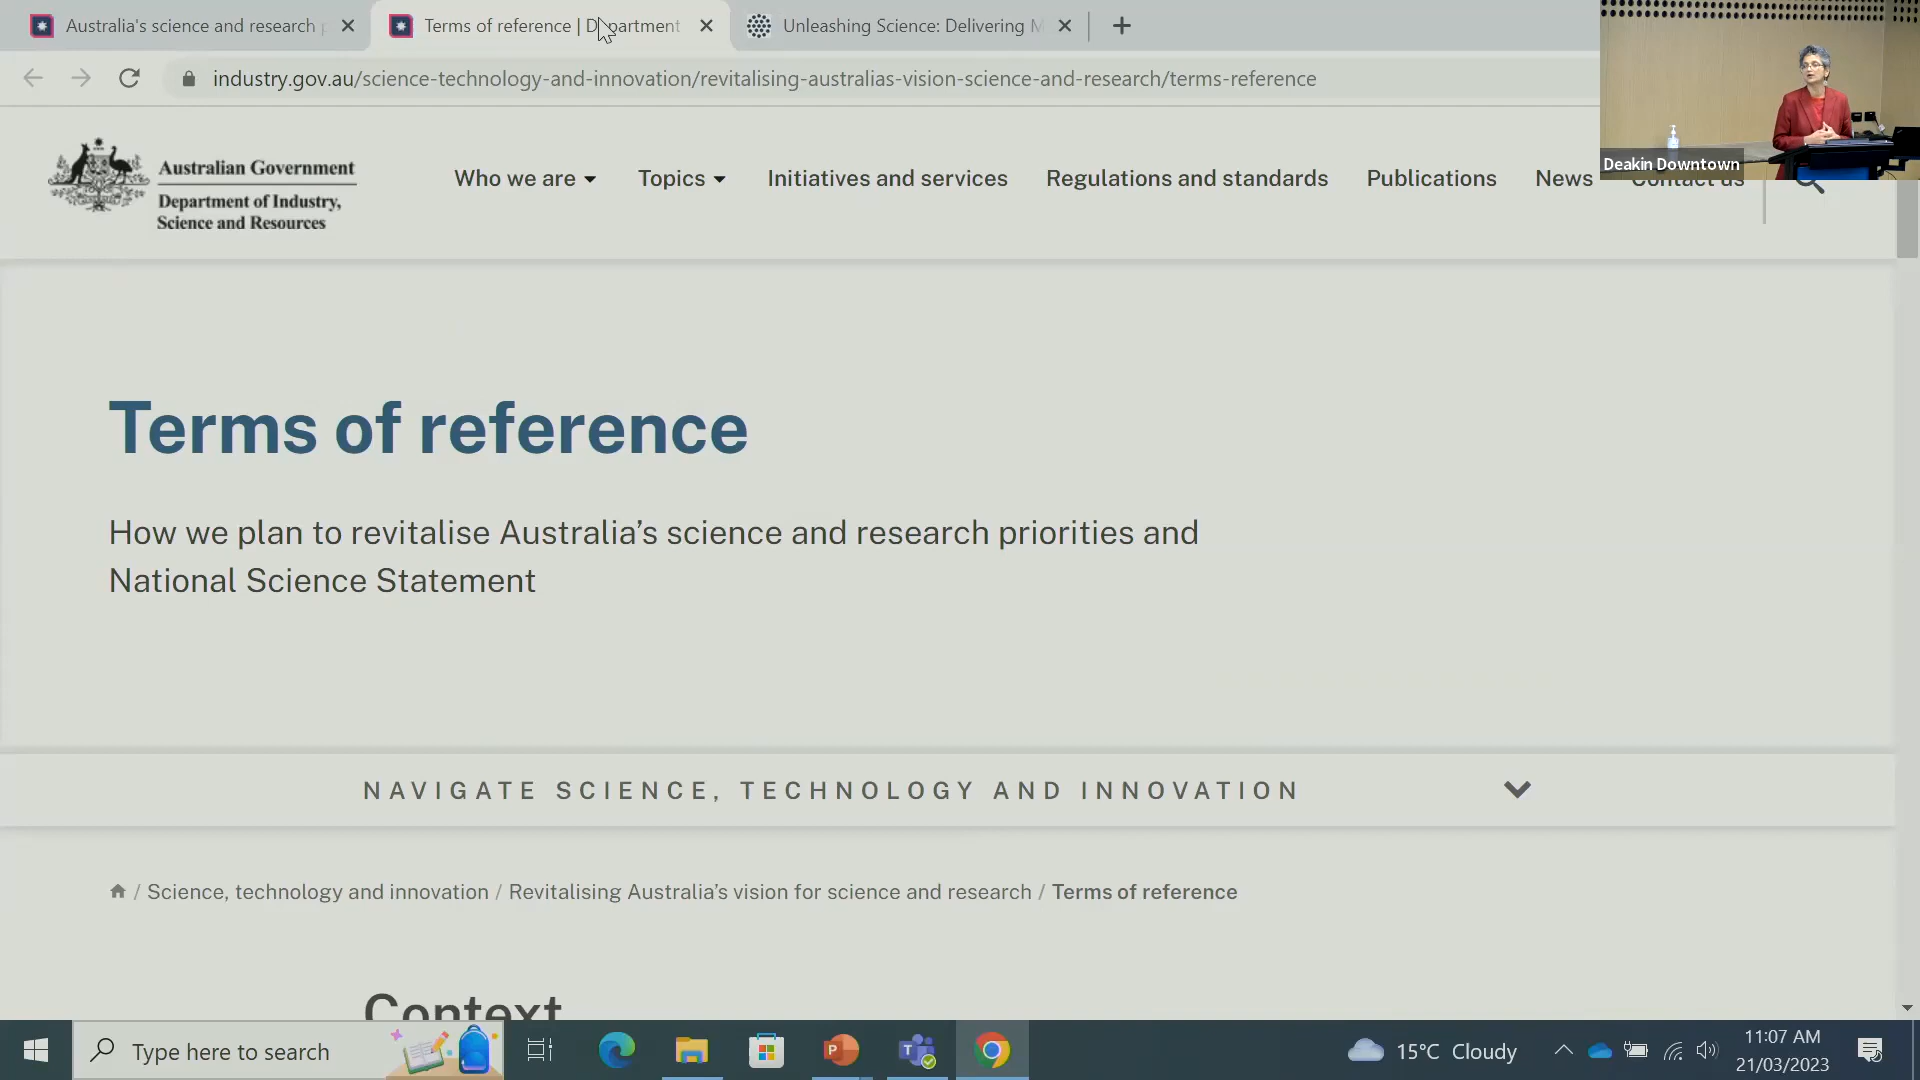 Australia's science and research p
Terms of reference | Department
Unleashing Science: Delivering M
industry.gov.au/science-technology-and-innovation/revitalising-australias-vision-science-and-research/terms-reference
Deakin Downtown
Australian Government
Department of Industry,
Science and Resources
Who we are
Topics
Initiatives and services
Regulations and standards
Publications
News
Contact us
Terms of reference
How we plan to revitalise Australia’s science and research priorities and
National Science Statement
NAVIGATE SCIENCE, TECHNOLOGY AND INNOVATION
/ Science, technology and innovation / Revitalising Australia’s vision for science and research / Terms of reference
Context
Type here to search
15°C Cloudy
11:07 AM
21/03/2023